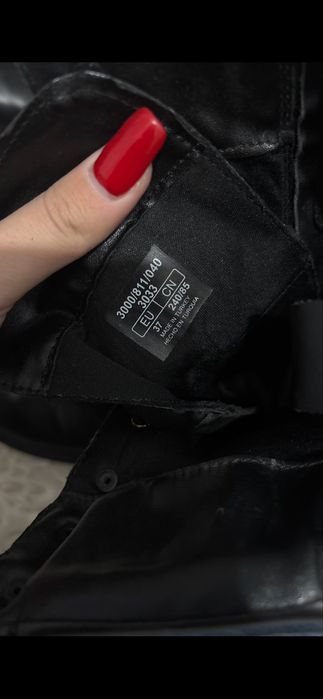 3000/811/040
3033
EU CN
37 240/85
MADE IN TURKEY
HECHO EN TURQUIA